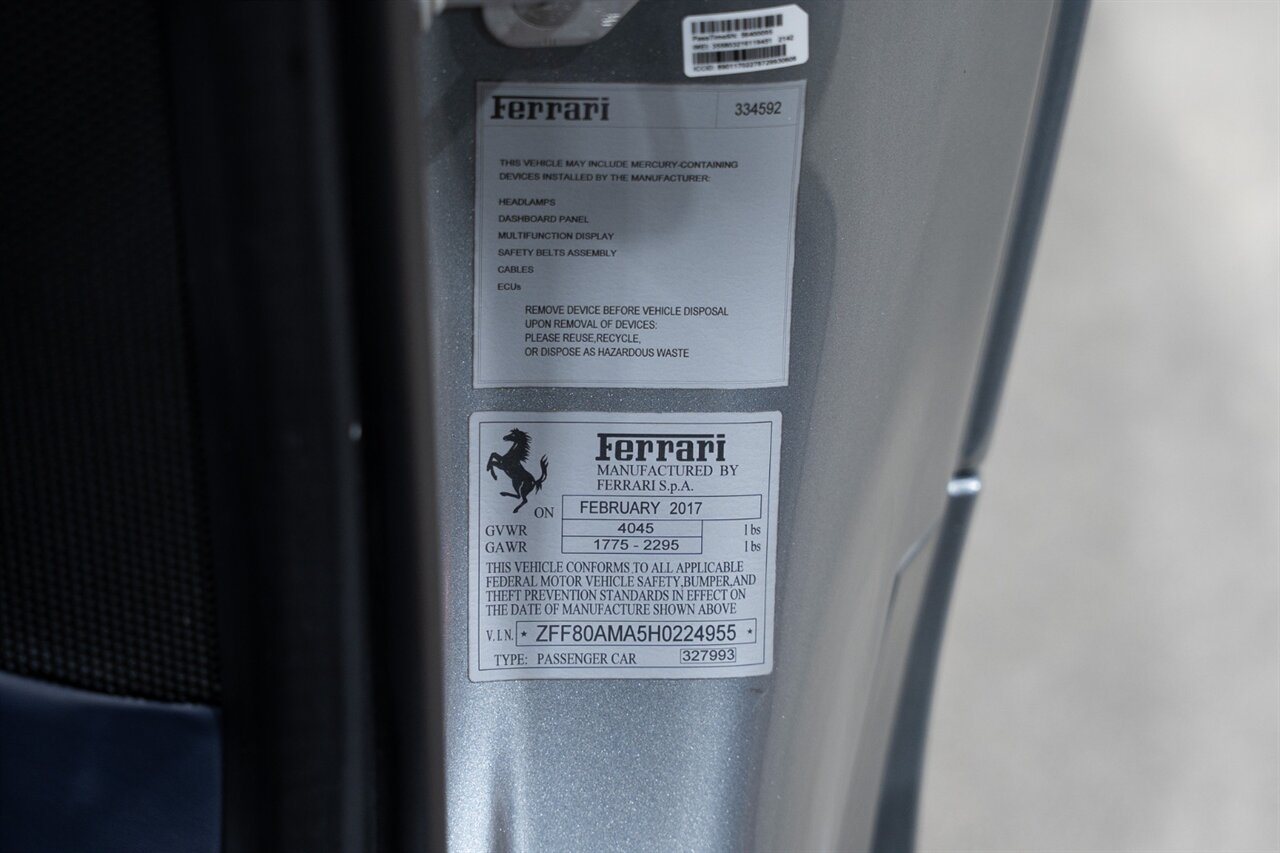 Ferrari 334592
THIS VEHICLE MAY INCLUDE MERCURY-CONTAINING
DEVICES INSTALLED BY THE MANUFACTURER:
HEADLAMPS
DASHBOARD PANEL
MULTIFUNCTION DISPLAY
SAFETY BELTS ASSEMBLY
CABLES
ECUs
REMOVE DEVICE BEFORE VEHICLE DISPOSAL
UPON REMOVAL OF DEVICES:
PLEASE REUSE,RECYCLE,
OR DISPOSE AS HAZARDOUS WASTE
Ferrari
MANUFACTURED BY
FERRARI S.p.A.
ON FEBRUARY 2017
GVWR 4045 lbs
GAWR 1775 - 2295 lbs
THIS VEHICLE CONFORMS TO ALL APPLICABLE
FEDERAL MOTOR VEHICLE SAFETY,BUMPER,AND
THEFT PREVENTION STANDARDS IN EFFECT ON
THE DATE OF MANUFACTURE SHOWN ABOVE
V.I.N. * ZFF80AMA5H0224955 *
TYPE: PASSENGER CAR 327993